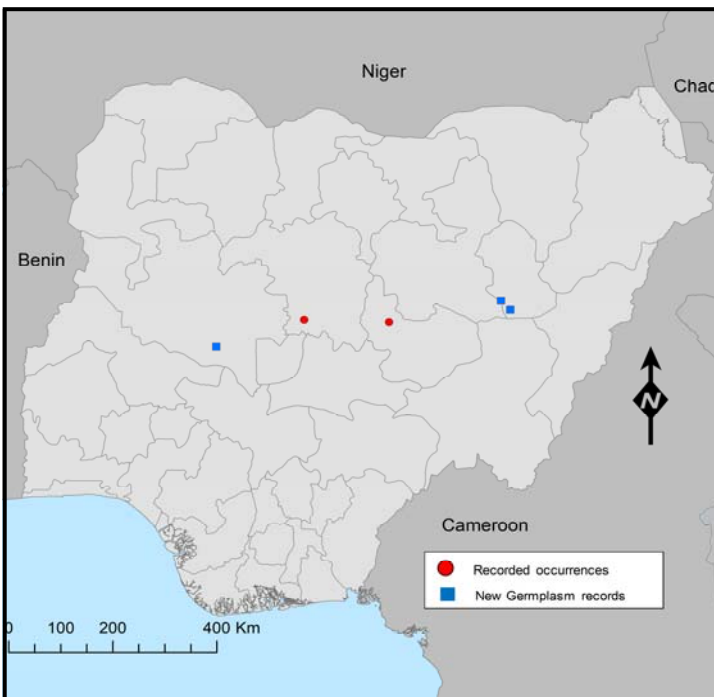 Niger
Chad
Benin
N
Cameroon
Recorded occurrences
New Germplasm records
0 100 200 400 Km